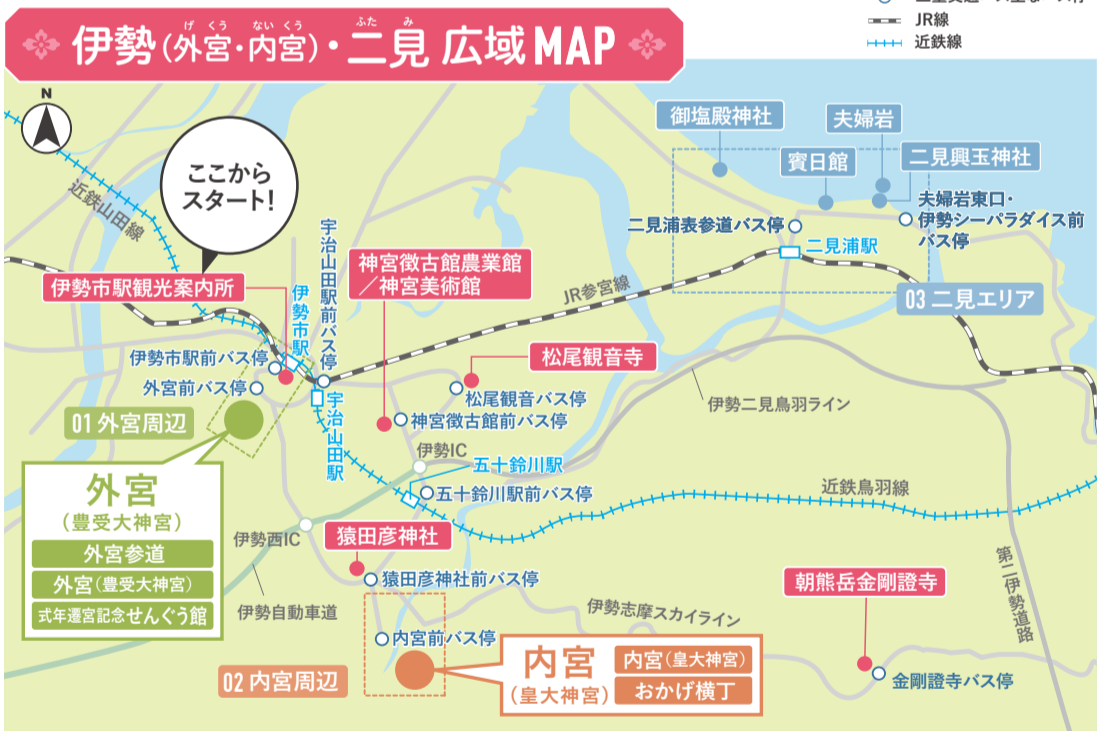 JR線
近鉄線
げくう ないくう ふたみ
伊勢(外宮・内宮)・二見 広域MAP
N
ここから
スタート!
近鉄山田線
伊勢市駅観光案内所
宇治山田駅前バス停
伊勢市駅
神宮徴古館農業館
/神宮美術館
御塩殿神社
夫婦岩
賓日館
二見興玉神社
夫婦岩東口・
伊勢シーパラダイス前
バス停
二見浦表参道バス停
二見浦駅
JR参宮線
03 二見エリア
伊勢市駅前バス停
外宮前バス停
宇治山田駅
松尾観音寺
松尾観音バス停
神宮徴古館前バス停
伊勢二見鳥羽ライン
01 外宮周辺
外宮
(豊受大神宮)
外宮参道
外宮(豊受大神宮)
式年遷宮記念せんぐう館
伊勢IC
五十鈴川駅
五十鈴川駅前バス停
近鉄鳥羽線
伊勢西IC
猿田彦神社
猿田彦神社前バス停
伊勢自動車道
第二伊勢道路
朝熊岳金剛證寺
伊勢志摩スカイライン
内宮前バス停
02 内宮周辺
内宮
(皇大神宮)
内宮(皇大神宮)
おかげ横丁
金剛證寺バス停